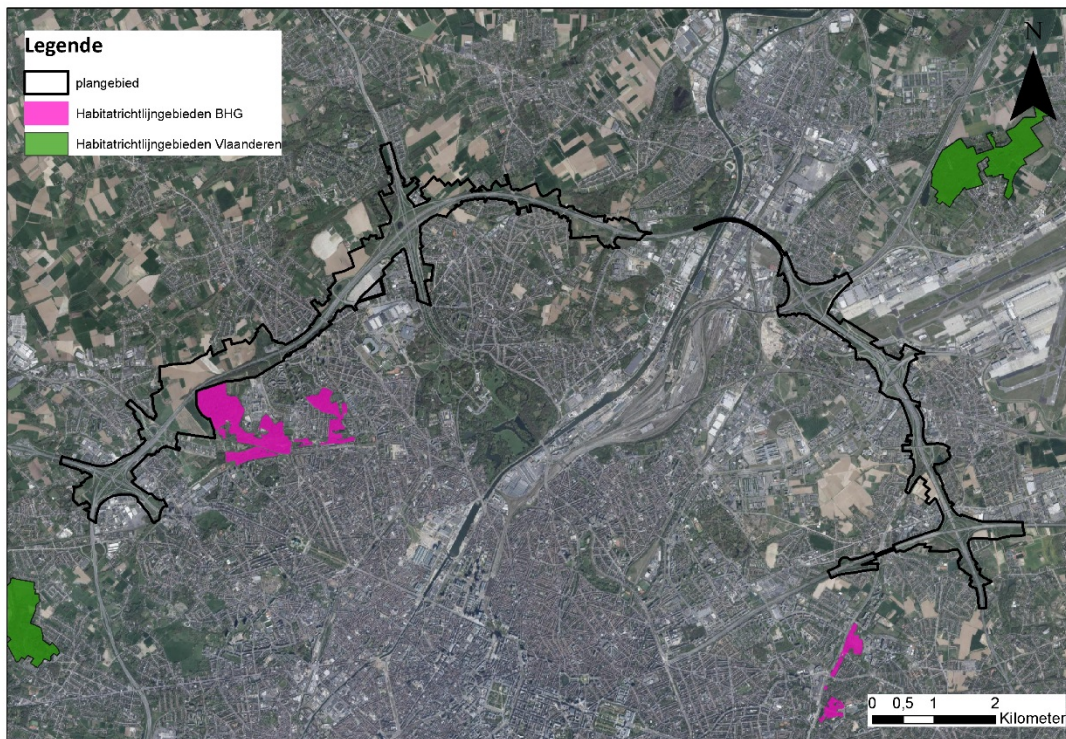 Legende
plangebied
Habitatrichtlijngebieden BHG
Habitatrichtlijngebieden Vlaanderen
N
0 0,5 1 2
Kilometer